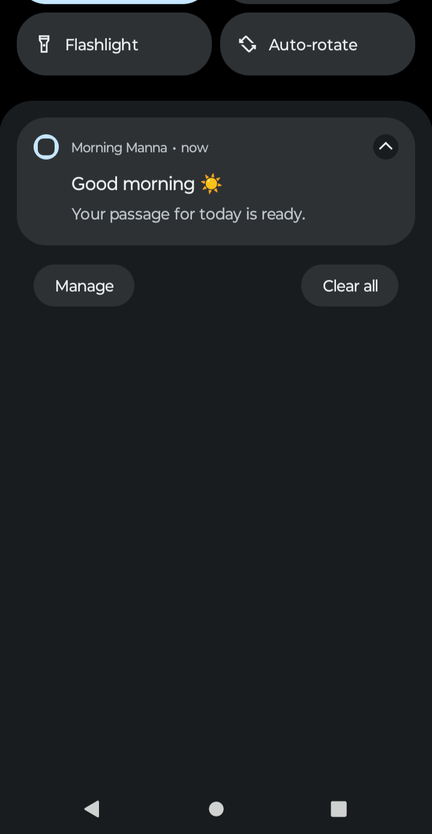 Flashlight
Auto-rotate
Morning Manna • now
Good morning ☀️
Your passage for today is ready.
Manage
Clear all